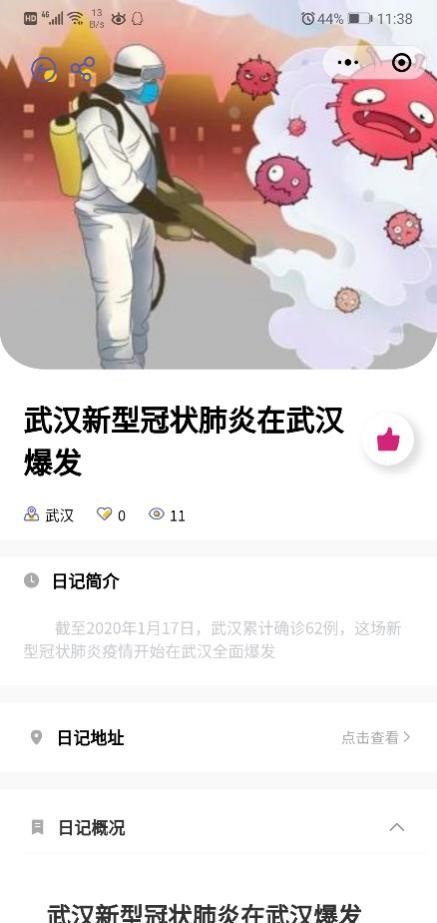 HD 4G 13 B/s 44% 11:38
武汉新型冠状肺炎在武汉
爆发
武汉 0 11
日记简介
截至2020年1月17日，武汉累计确诊62例，这场新
型冠状肺炎疫情开始在武汉全面爆发
日记地址 点击查看
日记概况
武汉新型冠状肺炎在武汉爆发